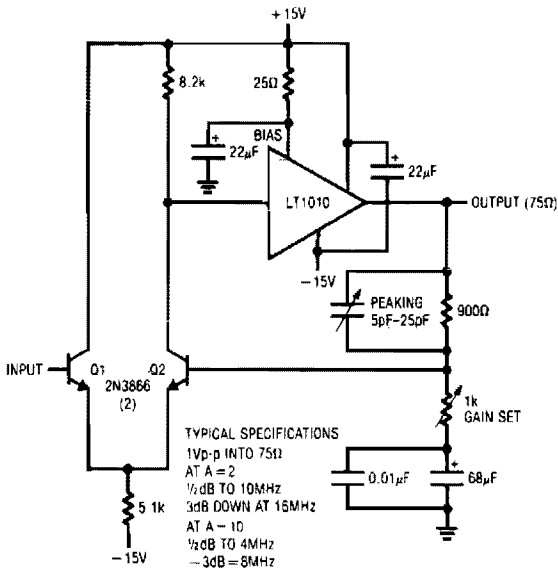 +15V
8.2k
25Ω
BIAS
+
22µF
LT1010
+
22µF
OUTPUT (75Ω)
-15V
PEAKING
5pF-25pF
900Ω
INPUT
Q1
Q2
2N3866
(2)
1k
GAIN SET
TYPICAL SPECIFICATIONS
1Vp-p INTO 75Ω
AT A=2
½dB TO 10MHz
3dB DOWN AT 16MHz
AT A-10
½dB TO 4MHz
-3dB=8MHz
0.01µF
+
68µF
5 1k
-15V